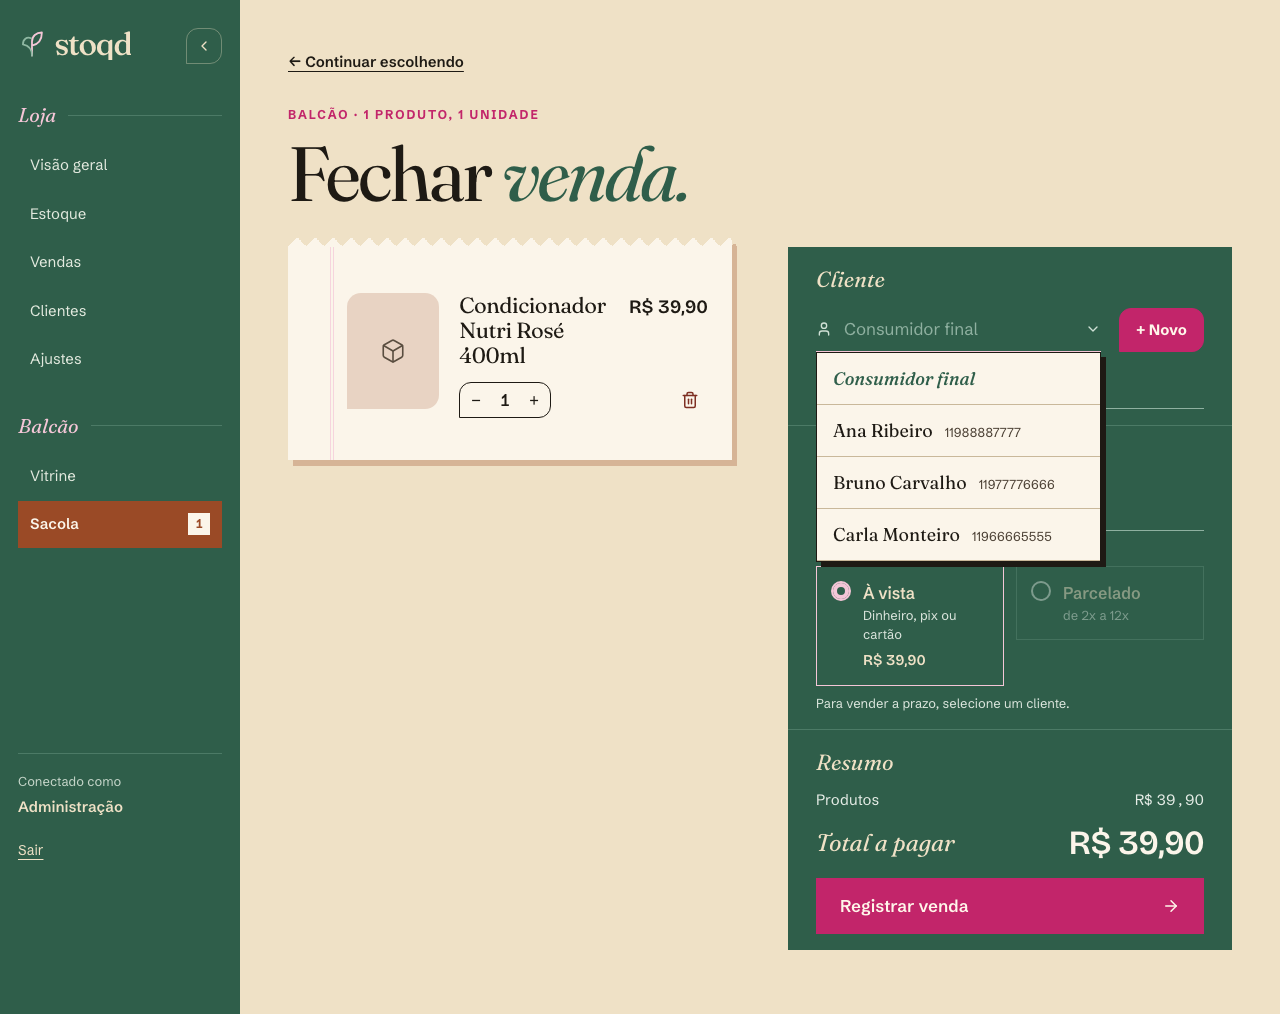 stoqd
Loja
Visão geral
Estoque
Vendas
Clientes
Ajustes
Balcão
Vitrine
Sacola 1
Conectado como
Administração
Sair
← Continuar escolhendo
BALCÃO · 1 PRODUTO, 1 UNIDADE
Fechar venda.
Condicionador R$ 39,90
Nutri Rosé
400ml
− 1 +
Cliente
Consumidor final
+ Novo
Consumidor final
Ana Ribeiro 11988887777
Bruno Carvalho 11977776666
Carla Monteiro 11966665555
À vista
Dinheiro, pix ou
cartão
R$ 39,90
Parcelado
de 2x a 12x
Para vender a prazo, selecione um cliente.
Resumo
Produtos R$ 39,90
Total a pagar R$ 39,90
Registrar venda →